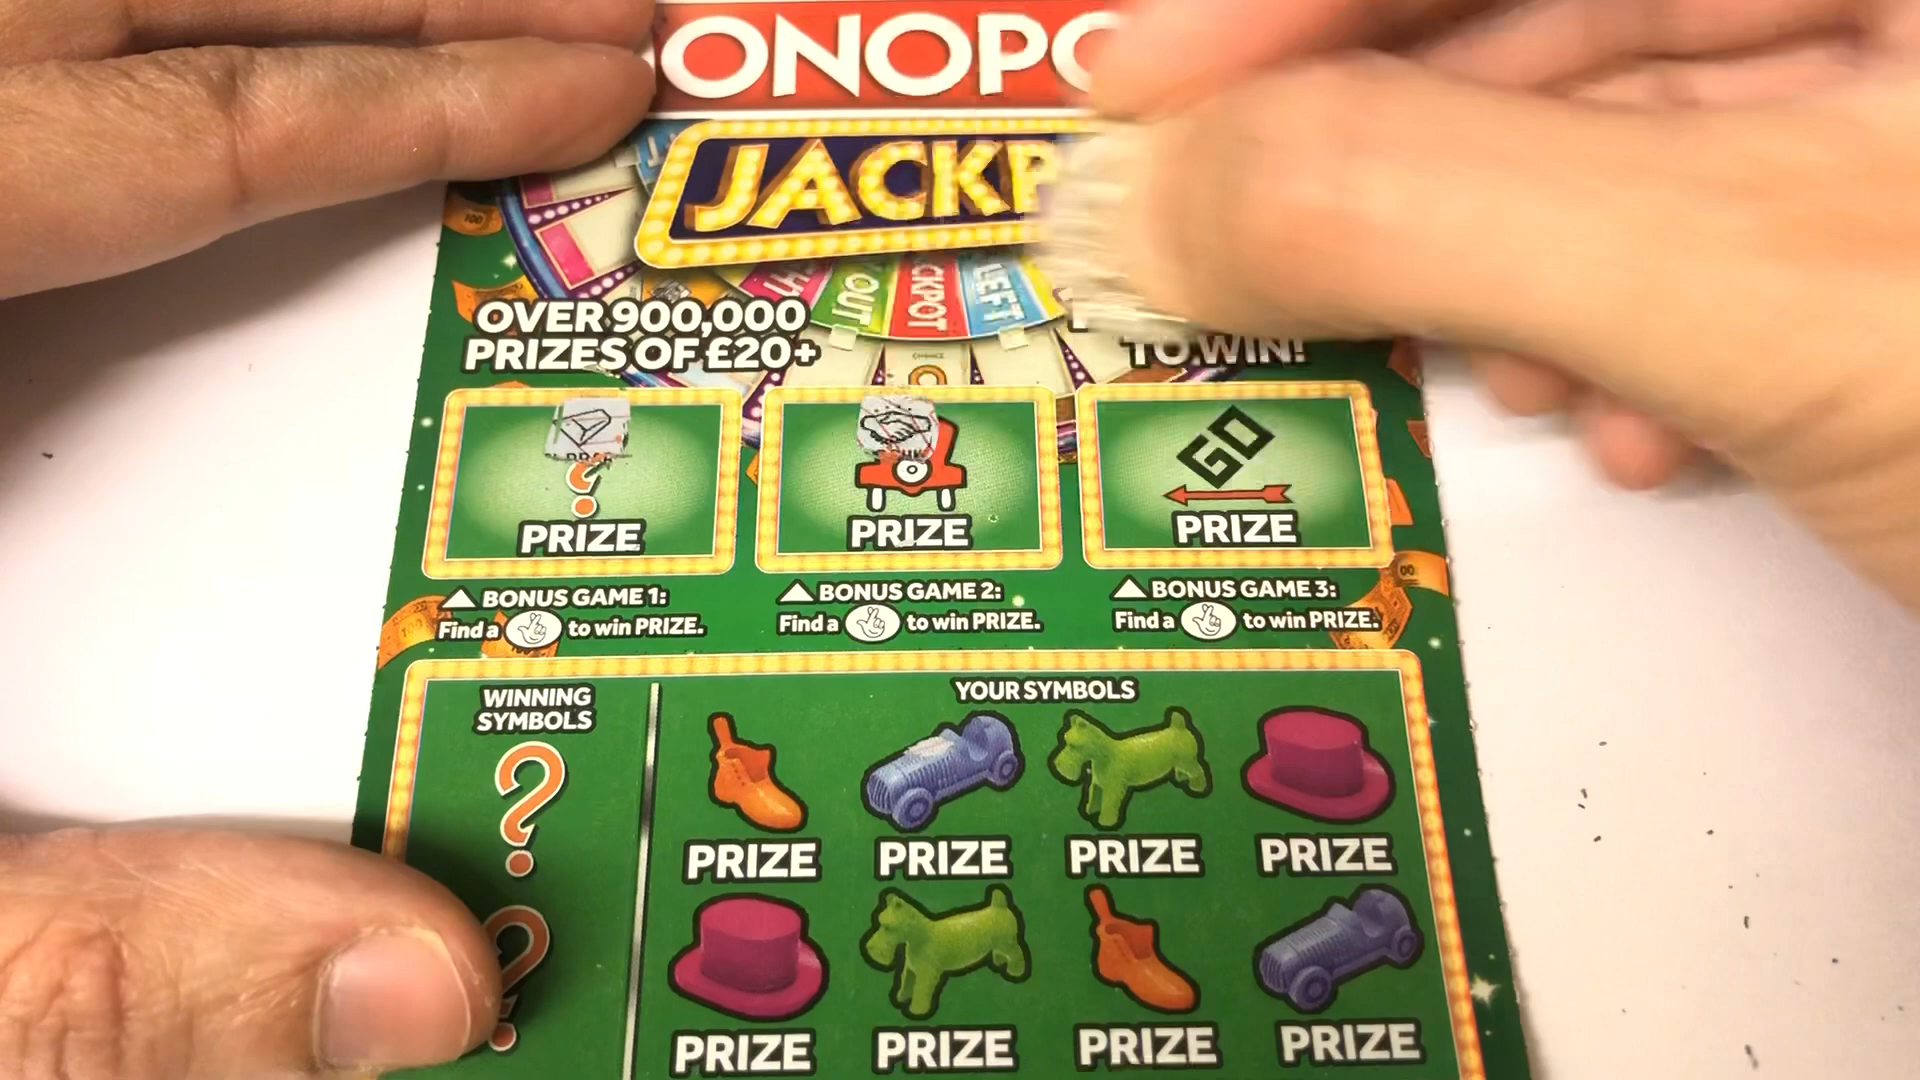 ONOPO
JACKP
OUT
JACKPOT
LEFT
OVER 900,000
PRIZES OF £20+
TO WIN!
CHANCE
GO
PRIZE
PRIZE
PRIZE
BONUS GAME 1:
Find a to win PRIZE.
BONUS GAME 2:
Find a to win PRIZE.
BONUS GAME 3:
Find a to win PRIZE.
WINNING
SYMBOLS
?
?
YOUR SYMBOLS
PRIZE
PRIZE
PRIZE
PRIZE
PRIZE
PRIZE
PRIZE
PRIZE